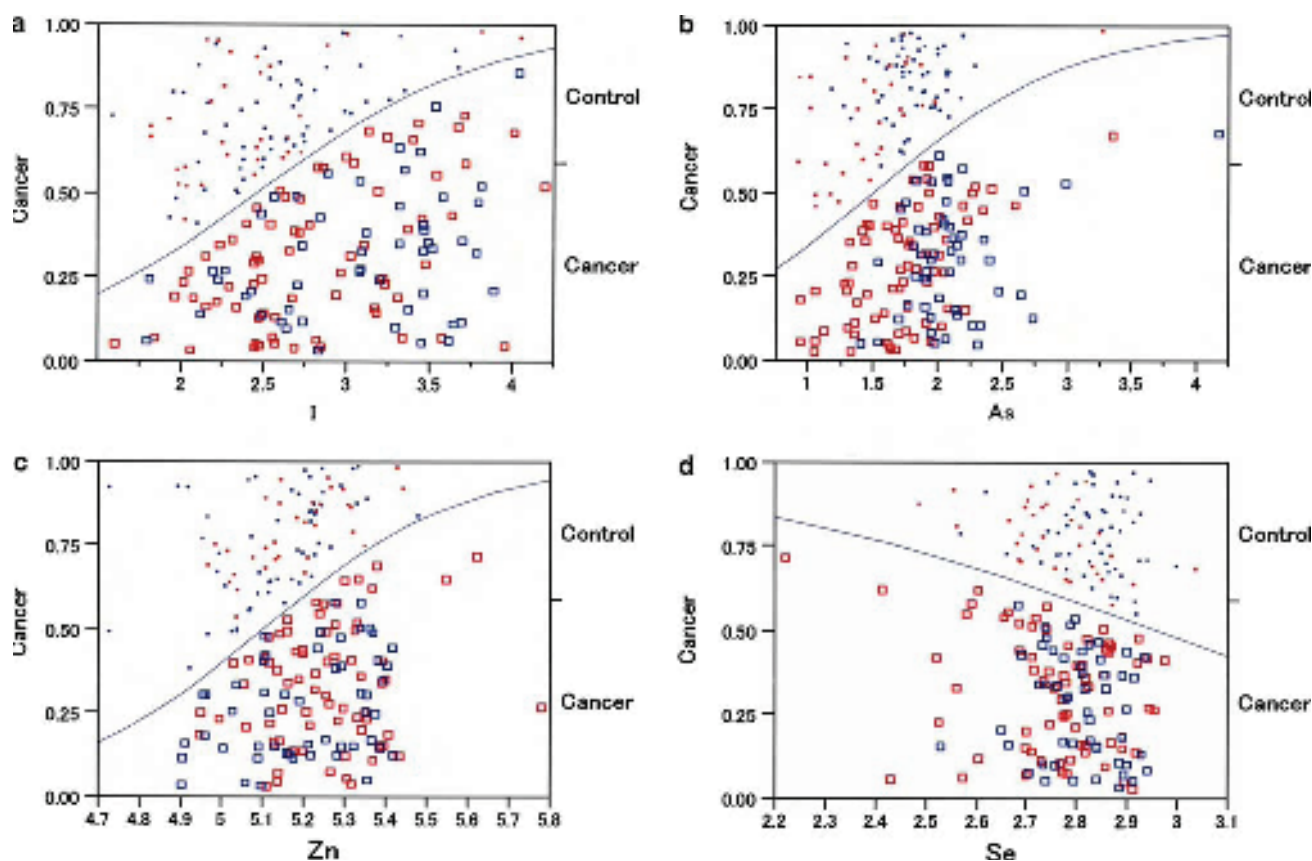 a
1.00
0.75
0.50
0.25
0.00
Cancer
Control
Cancer
2 2.5 3 3.5 4
I
b
1.00
0.75
0.50
0.25
0.00
Cancer
Control
Cancer
1 1.5 2 2.5 3 3.5 4
As
c
1.00
0.75
0.50
0.25
0.00
Cancer
Control
Cancer
4.7 4.8 4.9 5 5.1 5.2 5.3 5.4 5.5 5.6 5.7 5.8
Zn
d
1.00
0.75
0.50
0.25
0.00
Cancer
Control
Cancer
2.2 2.3 2.4 2.5 2.6 2.7 2.8 2.9 3 3.1
Se